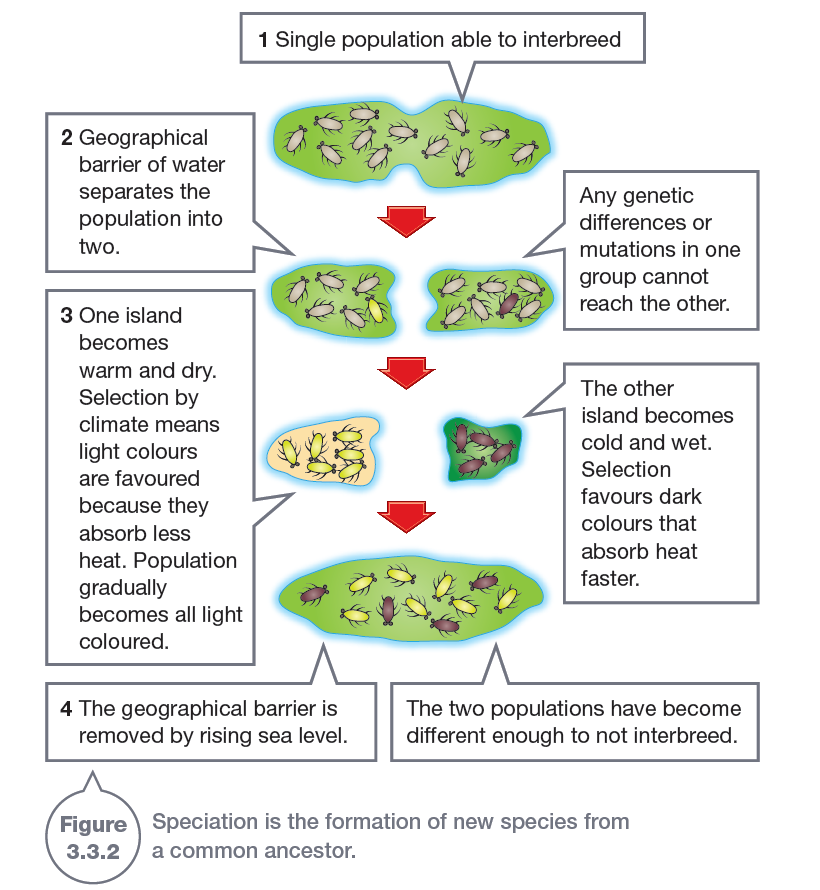 1 Single population able to interbreed
2 Geographical
barrier of water
separates the
population into
two.
Any genetic
differences or
mutations in one
group cannot
reach the other.
3 One island
becomes
warm and dry.
Selection by
climate means
light colours
are favoured
because they
absorb less
heat. Population
gradually
becomes all light
coloured.
The other
island becomes
cold and wet.
Selection
favours dark
colours that
absorb heat
faster.
4 The geographical barrier is
removed by rising sea level.
The two populations have become
different enough to not interbreed.
Figure
3.3.2
Speciation is the formation of new species from
a common ancestor.